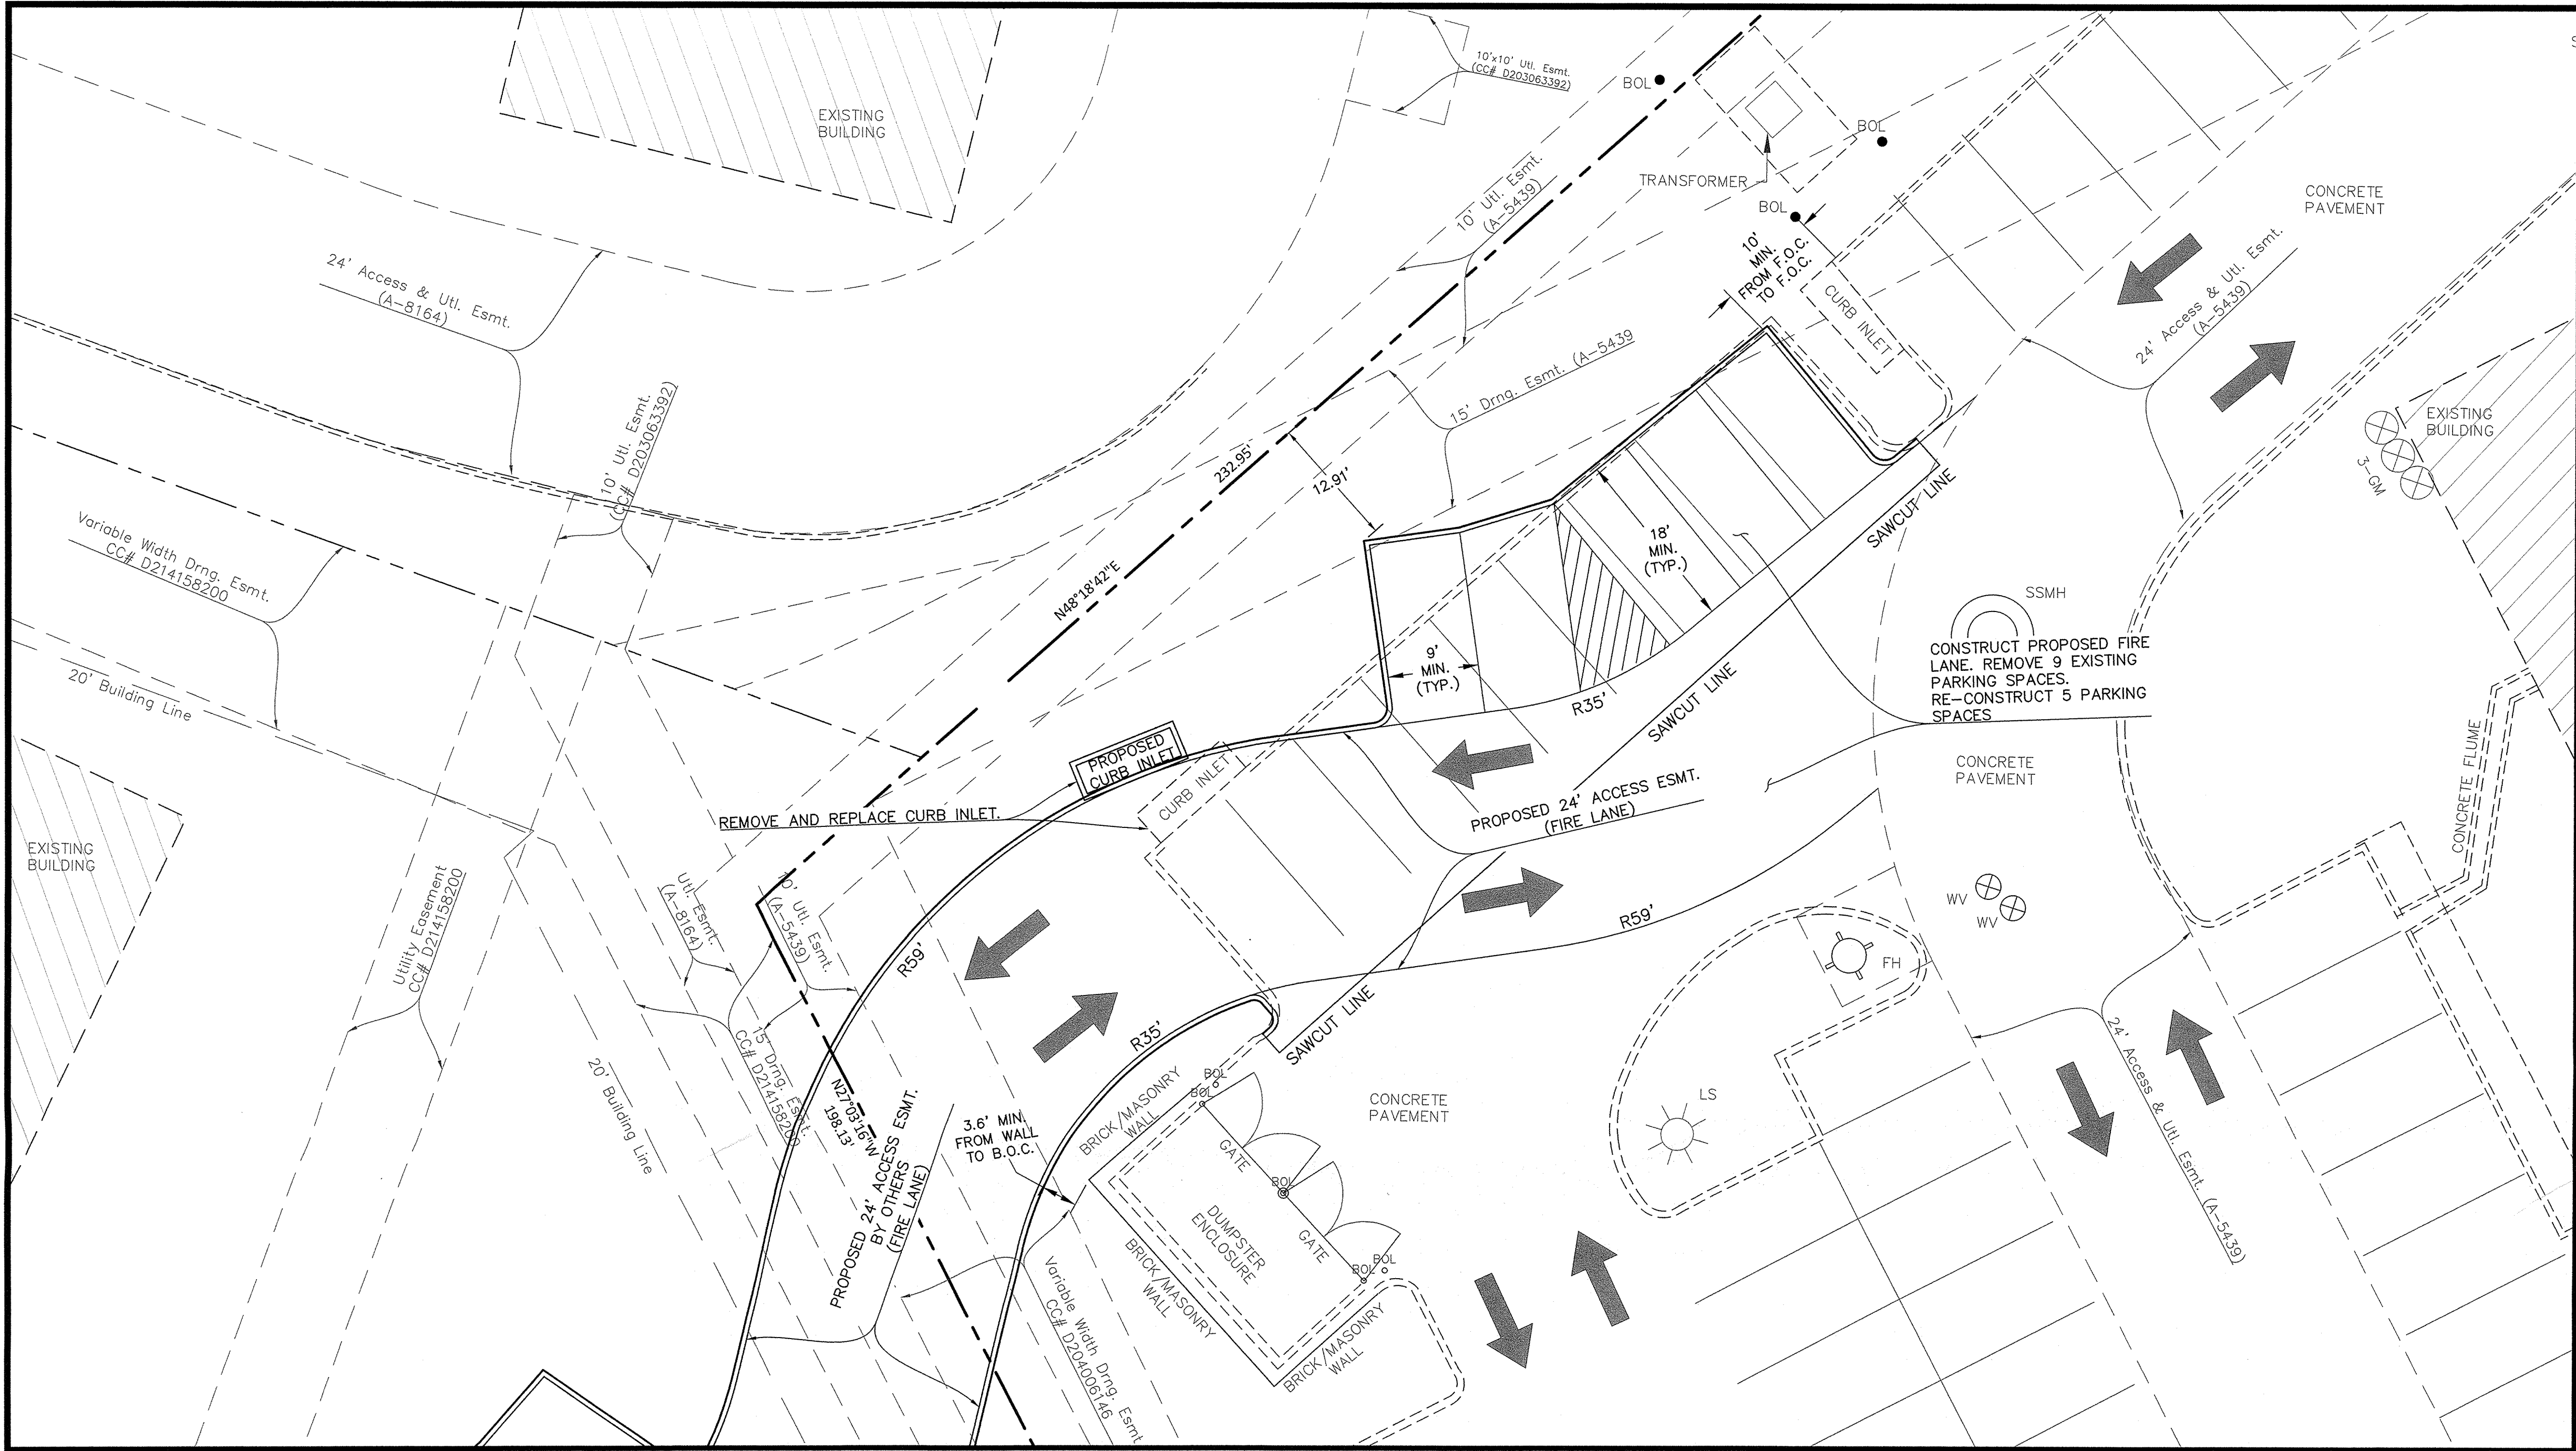 10'x10' Utl. Esmt.
(CC# D203063392)
BOL
EXISTING
BUILDING
BOL
TRANSFORMER
BOL
CONCRETE
PAVEMENT
10' Utl. Esmt.
(A-5439)
10'
MIN.
FROM F.O.C.
TO F.O.C.
CURB INLET
24' Access & Utl. Esmt.
(A-5439)
24' Access & Utl. Esmt.
(A-8164)
15' Drng. Esmt. (A-5439
10' Utl. Esmt.
(CC# D203063392)
232.95'
12.91'
EXISTING
BUILDING
3-GM
SAWCUT LINE
18'
MIN.
(TYP.)
Variable Width Drng. Esmt.
CC# D214158200
N48°18'42"E
SSMH
CONSTRUCT PROPOSED FIRE
LANE. REMOVE 9 EXISTING
PARKING SPACES.
RE-CONSTRUCT 5 PARKING
SPACES
20' Building Line
9'
MIN.
(TYP.)
R35'
SAWCUT LINE
PROPOSED
CURB INLET
CURB INLET
CONCRETE
PAVEMENT
CONCRETE FLUME
REMOVE AND REPLACE CURB INLET.
PROPOSED 24' ACCESS ESMT.
(FIRE LANE)
EXISTING
BUILDING
Utility Easement
CC# D214158200
Utl. Esmt.
(A-8164)
10' Utl. Esmt.
(A-5439)
R59'
R59'
WV
WV
FH
R35'
SAWCUT LINE
15' Drng. Esmt.
CC# D214158200
20' Building Line
N27°03'16"W
198.13'
PROPOSED 24' ACCESS ESMT.
BY OTHERS
(FIRE LANE)
3.6' MIN.
FROM WALL
TO B.O.C.
BRICK/MASONRY
WALL
BOL
BOL
CONCRETE
PAVEMENT
LS
24' Access & Utl. Esmt. (A-5439)
GATE
BOL
DUMPSTER
ENCLOSURE
GATE
BOL
BOL
BRICK/MASONRY
WALL
BRICK/MASONRY
WALL
Variable Width Drng. Esmt
CC# D204006146